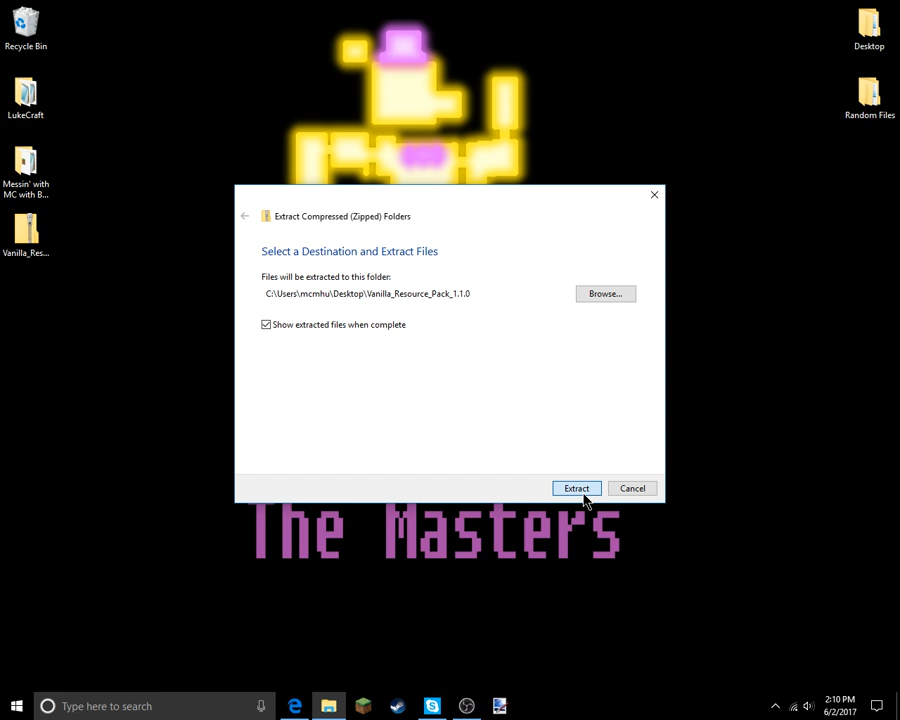 Recycle Bin
LukeCraft
Messin' with
MC with B...
Vanilla_Res...
Desktop
Random Files
Extract Compressed (Zipped) Folders
Select a Destination and Extract Files
Files will be extracted to this folder:
C:\Users\mcmhu\Desktop\Vanilla_Resource_Pack_1.1.0
Browse...
Show extracted files when complete
Extract
Cancel
The Masters
Type here to search
2:10 PM
6/2/2017